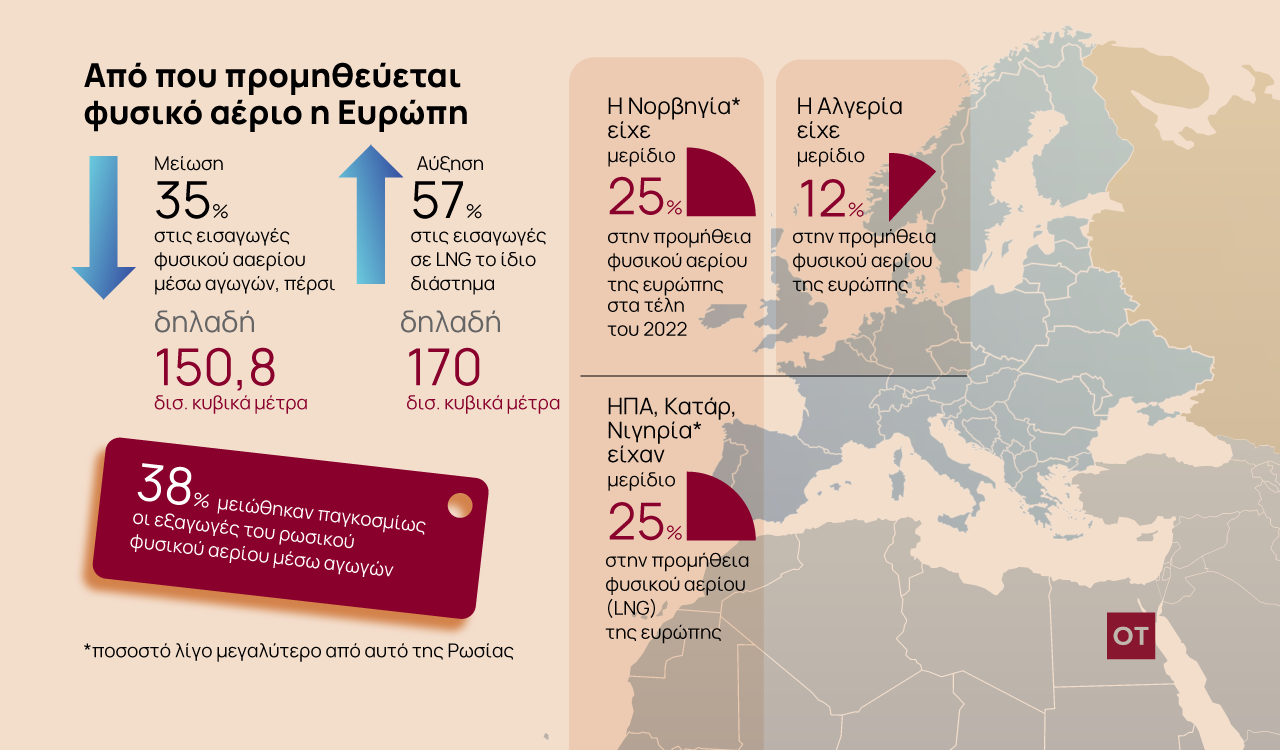 Από που προμηθεύεται
φυσικό αέριο η Ευρώπη
Μείωση
35%
στις εισαγωγές
φυσικού ααερίου
μέσω αγωγών, πέρσι
δηλαδή
150,8
δισ. κυβικά μέτρα
Αύξηση
57%
στις εισαγωγές
σε LNG το ίδιο
διάστημα
δηλαδή
170
δισ. κυβικά μέτρα
38% μειώθηκαν παγκοσμίως
οι εξαγωγές του ρωσικού
φυσικού αερίου μέσω αγωγών
*ποσοστό λίγο μεγαλύτερο από αυτό της Ρωσίας
Η Νορβηγία*
είχε
μερίδιο
25%
στην προμήθεια
φυσικού αερίου
της ευρώπης
στα τέλη
του 2022
Η Αλγερία
είχε
μερίδιο
12%
στην προμήθεια
φυσικού αερίου
της ευρώπης
ΗΠΑ, Κατάρ,
Νιγηρία*
είχαν
μερίδιο
25%
στην προμήθεια
φυσικού αερίου
(LNG)
της ευρώπης
ΟΤ